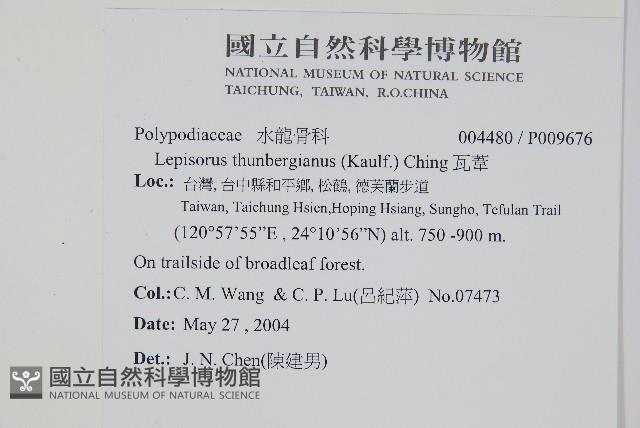 國立自然科學博物館
NATIONAL MUSEUM OF NATURAL SCIENCE
TAICHUNG, TAIWAN, R.O.CHINA
Polypodiaceae 水龍骨科 004480 / P009676
Lepisorus thunbergianus (Kaulf.) Ching 瓦葦
Loc.: 台灣, 台中縣和平鄉, 松鶴, 德芙蘭步道
Taiwan, Taichung Hsien,Hoping Hsiang, Sungho, Tefulan Trail
(120°57'55"E , 24°10'56"N) alt. 750 -900 m.
On trailside of broadleaf forest.
Col.: C. M. Wang & C. P. Lu(呂紀萍) No.07473
Date: May 27 , 2004
Det.: J. N. Chen(陳建男)
國立自然科學博物館
NATIONAL MUSEUM OF NATURAL SCIENCE